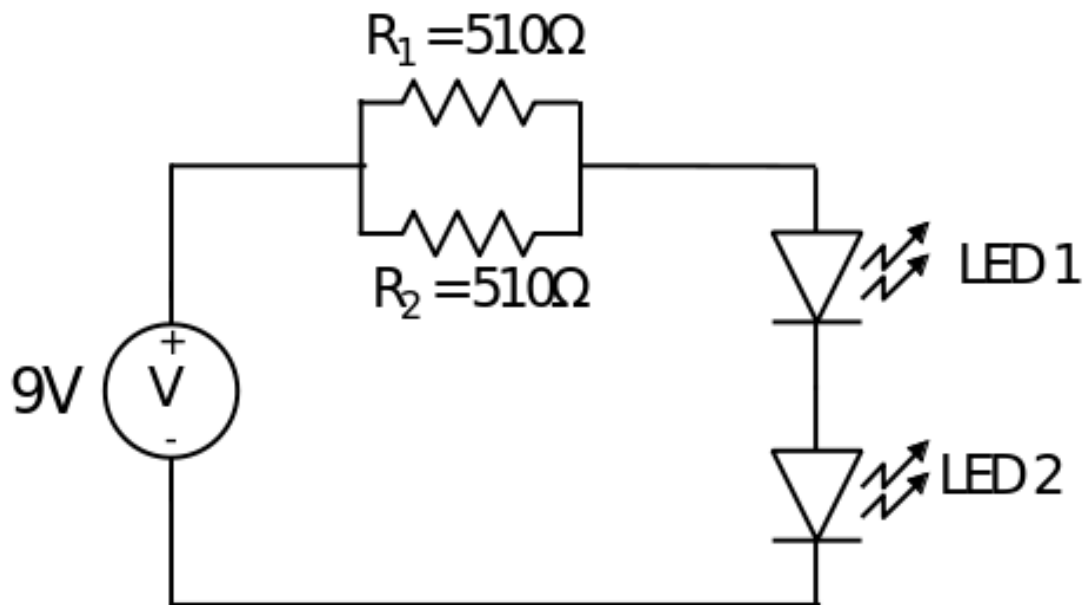 R₁ =510Ω
R₂ =510Ω
LED 1
9V
+
V
-
LED 2